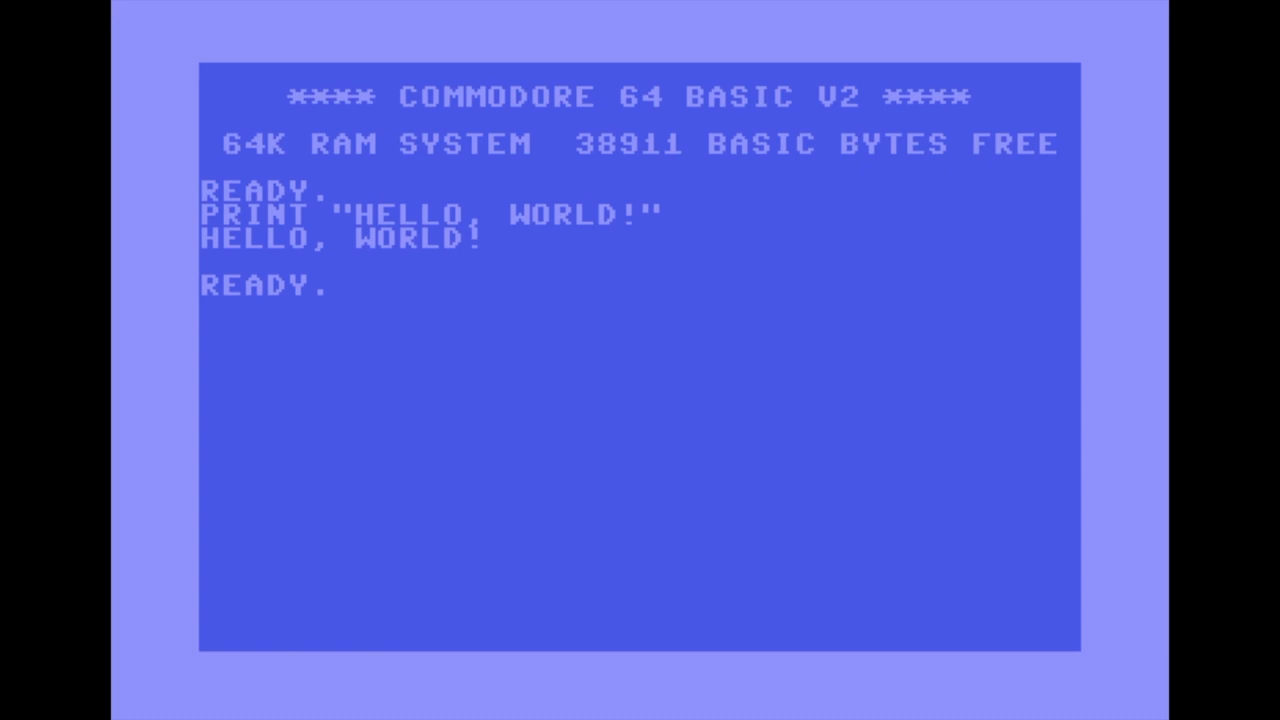 **** COMMODORE 64 BASIC V2 ****
64K RAM SYSTEM  38911 BASIC BYTES FREE
READY.
PRINT "HELLO, WORLD!"
HELLO, WORLD!
READY.